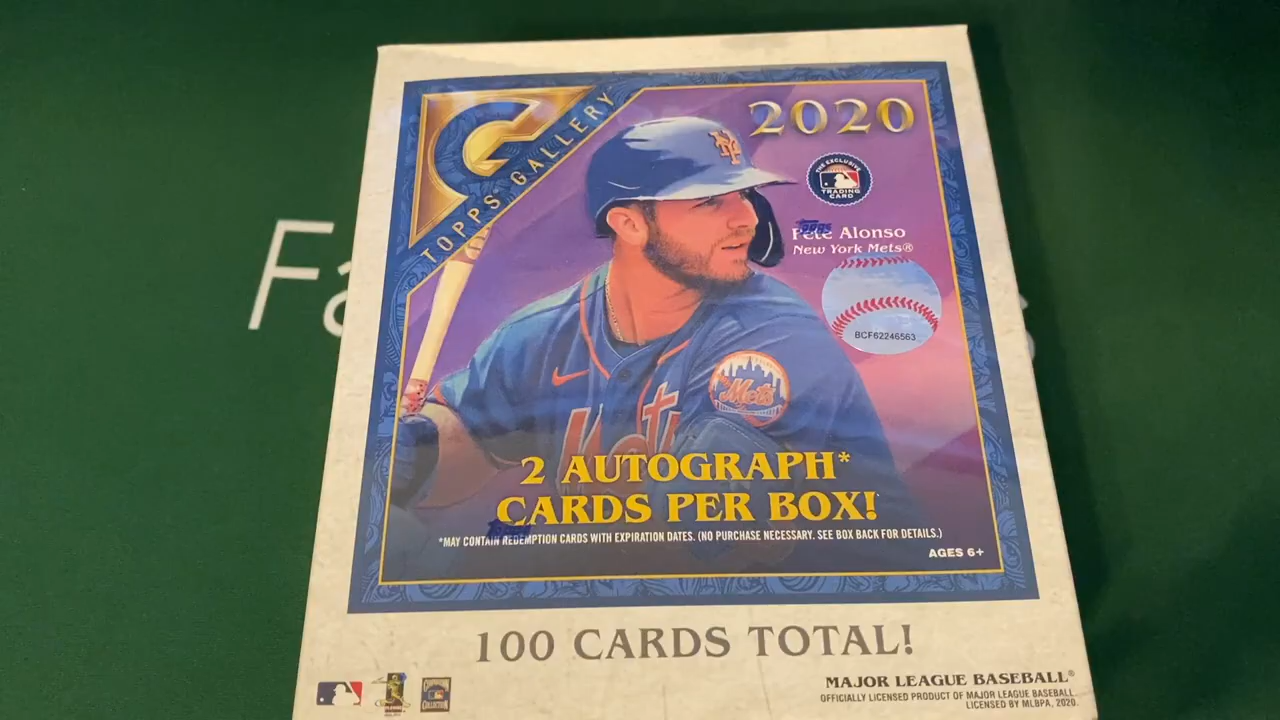 Fa
TOPPS GALLERY
2020
THE EXCLUSIVE
TRADING
CARD
Pete Alonso
New York Mets®
BCF62246563
Mets
2 AUTOGRAPH*
CARDS PER BOX!
*MAY CONTAIN REDEMPTION CARDS WITH EXPIRATION DATES. (NO PURCHASE NECESSARY. SEE BOX BACK FOR DETAILS.)
AGES 6+
100 CARDS TOTAL!
MAJOR LEAGUE BASEBALL®
OFFICIALLY LICENSED PRODUCT OF MAJOR LEAGUE BASEBALL.
LICENSED BY MLBPA, 2020.